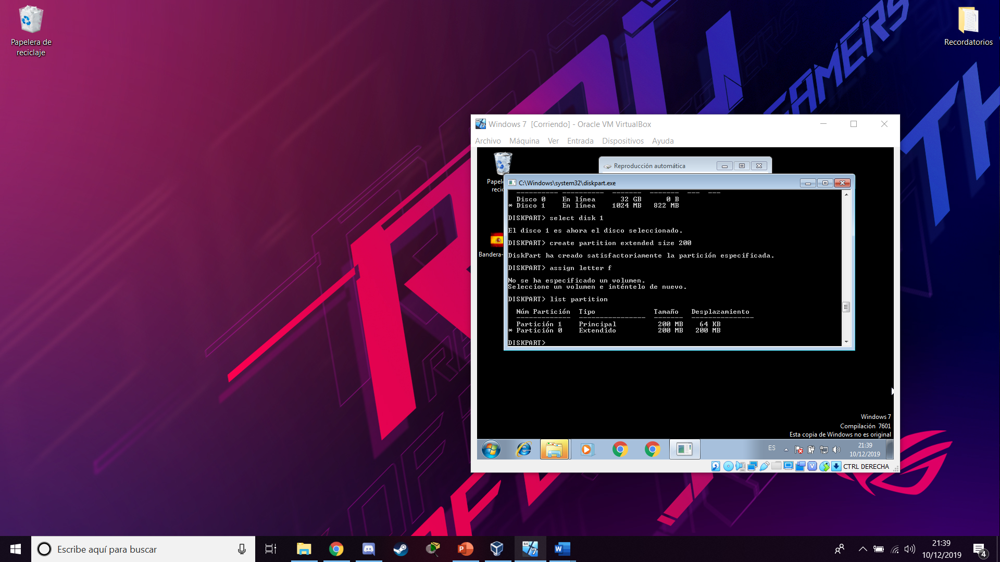 Papelera de
reciclaje
Recordatorios
GAMERS
Windows 7 [Corriendo] - Oracle VM VirtualBox
Archivo Máquina Ver Entrada Dispositivos Ayuda
Reproducción automática
C:\Windows\system32\diskpart.exe
---------- ---------- ------- ------- --- ---
Disco 0 En línea 32 GB 0 B
* Disco 1 En línea 1024 MB 822 MB
DISKPART> select disk 1
El disco 1 es ahora el disco seleccionado.
DISKPART> create partition extended size 200
DiskPart ha creado satisfactoriamente la partición especificada.
DISKPART> assign letter f
No se ha especificado un volumen.
Seleccione un volumen e inténtelo de nuevo.
DISKPART> list partition
Núm Partición Tipo Tamaño Desplazamiento
------------- ---------------- ------- ---------------
Partición 1 Principal 200 MB 64 KB
* Partición 0 Extendido 200 MB 200 MB
DISKPART>
Bandera-
Windows 7
Compilación 7601
Esta copia de Windows no es original
ES
21:39
10/12/2019
CTRL DERECHA
Escribe aquí para buscar
21:39
10/12/2019
4